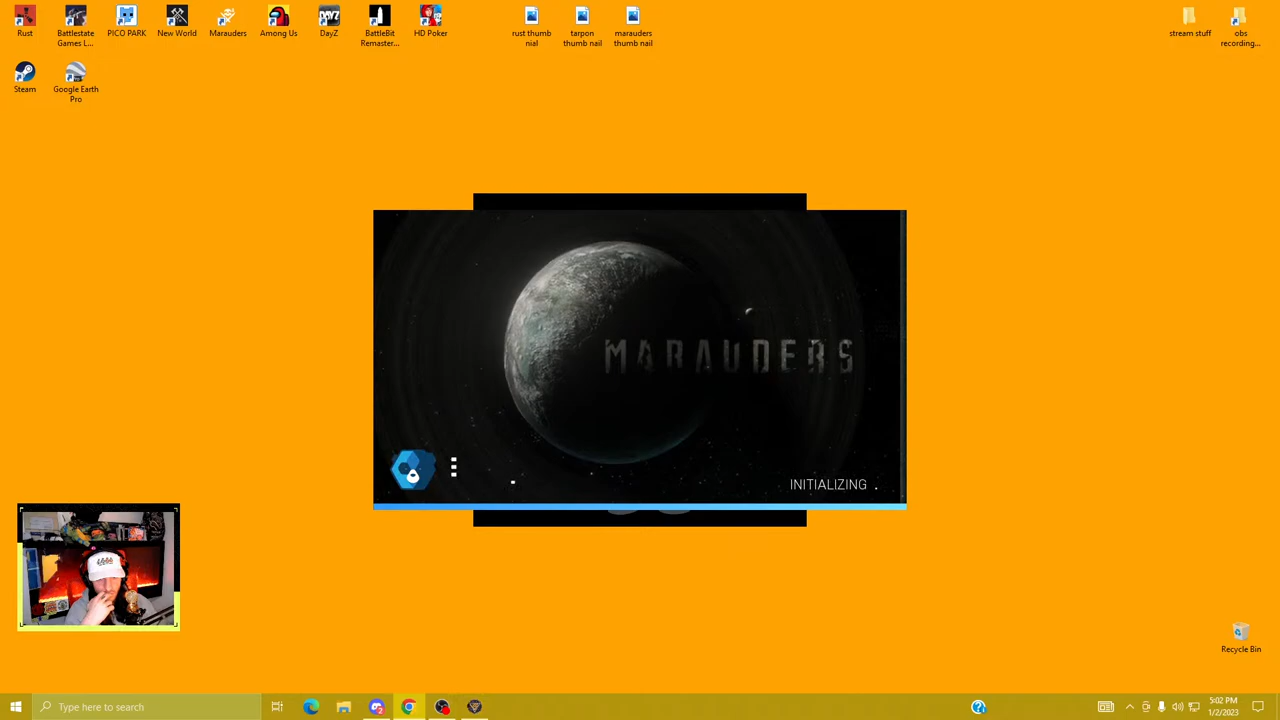 Rust
Battlestate
Games L...
PICO PARK
New World
Marauders
Among Us
DayZ
BattleBit
Remaster...
HD Poker
rust thumb
nial
tarpon
thumb nail
marauders
thumb nail
stream stuff
obs
recording...
Steam
Google Earth
Pro
MARAUDERS
INITIALIZING .
Recycle Bin
Type here to search
5:02 PM
1/2/2023